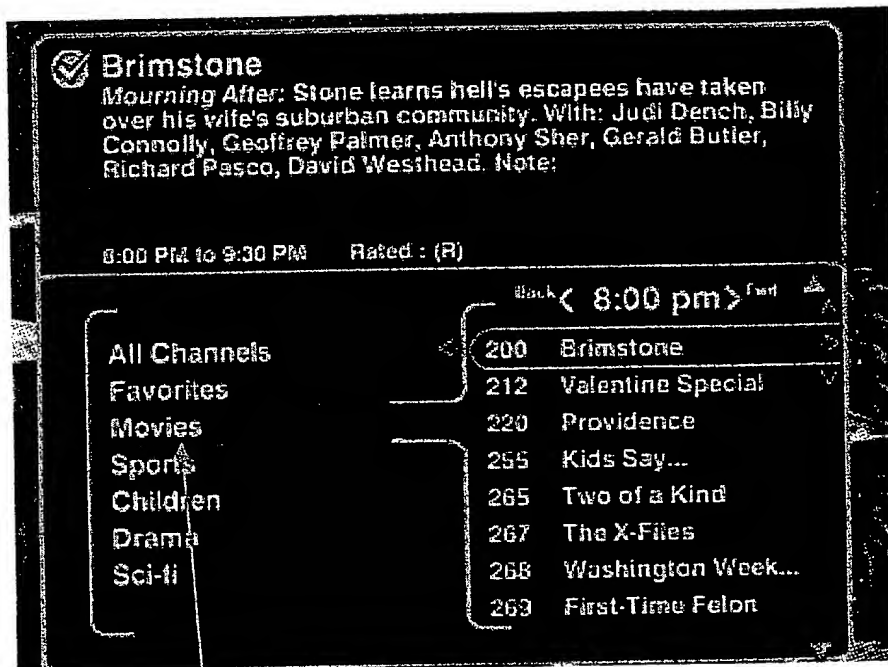 Brimstone
Mourning After: Stone learns hell's escapees have taken
over his wife's suburban community. With: Judi Dench, Billy
Connolly, Geoffrey Palmer, Anthony Sher, Gerald Butler,
Richard Pasco, David Westhead. Note:
8:00 PM to 9:30 PM Rated : (R)
Back < 8:00 pm > Fwd
All Channels
Favorites
Movies
Sports
Children
Drama
Sci-fi
200 Brimstone
212 Valentine Special
220 Providence
255 Kids Say...
265 Two of a Kind
267 The X-Files
268 Washington Week...
269 First-Time Felon